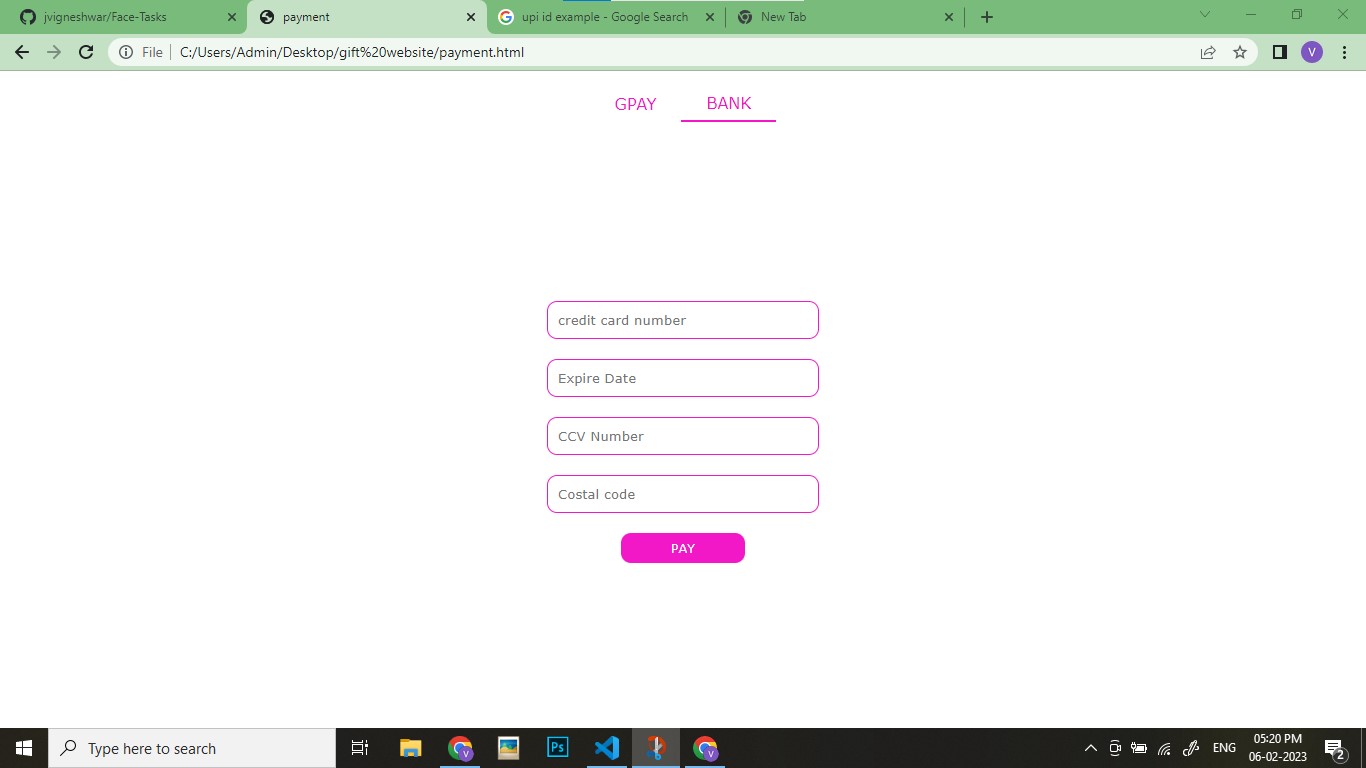 jvigneshwar/Face-Tasks
payment
upi id example - Google Search
New Tab
File
C:/Users/Admin/Desktop/gift%20website/payment.html
V
GPAY
BANK
credit card number
Expire Date
CCV Number
Costal code
PAY
Type here to search
V
Ps
V
ENG
05:20 PM
06-02-2023
2